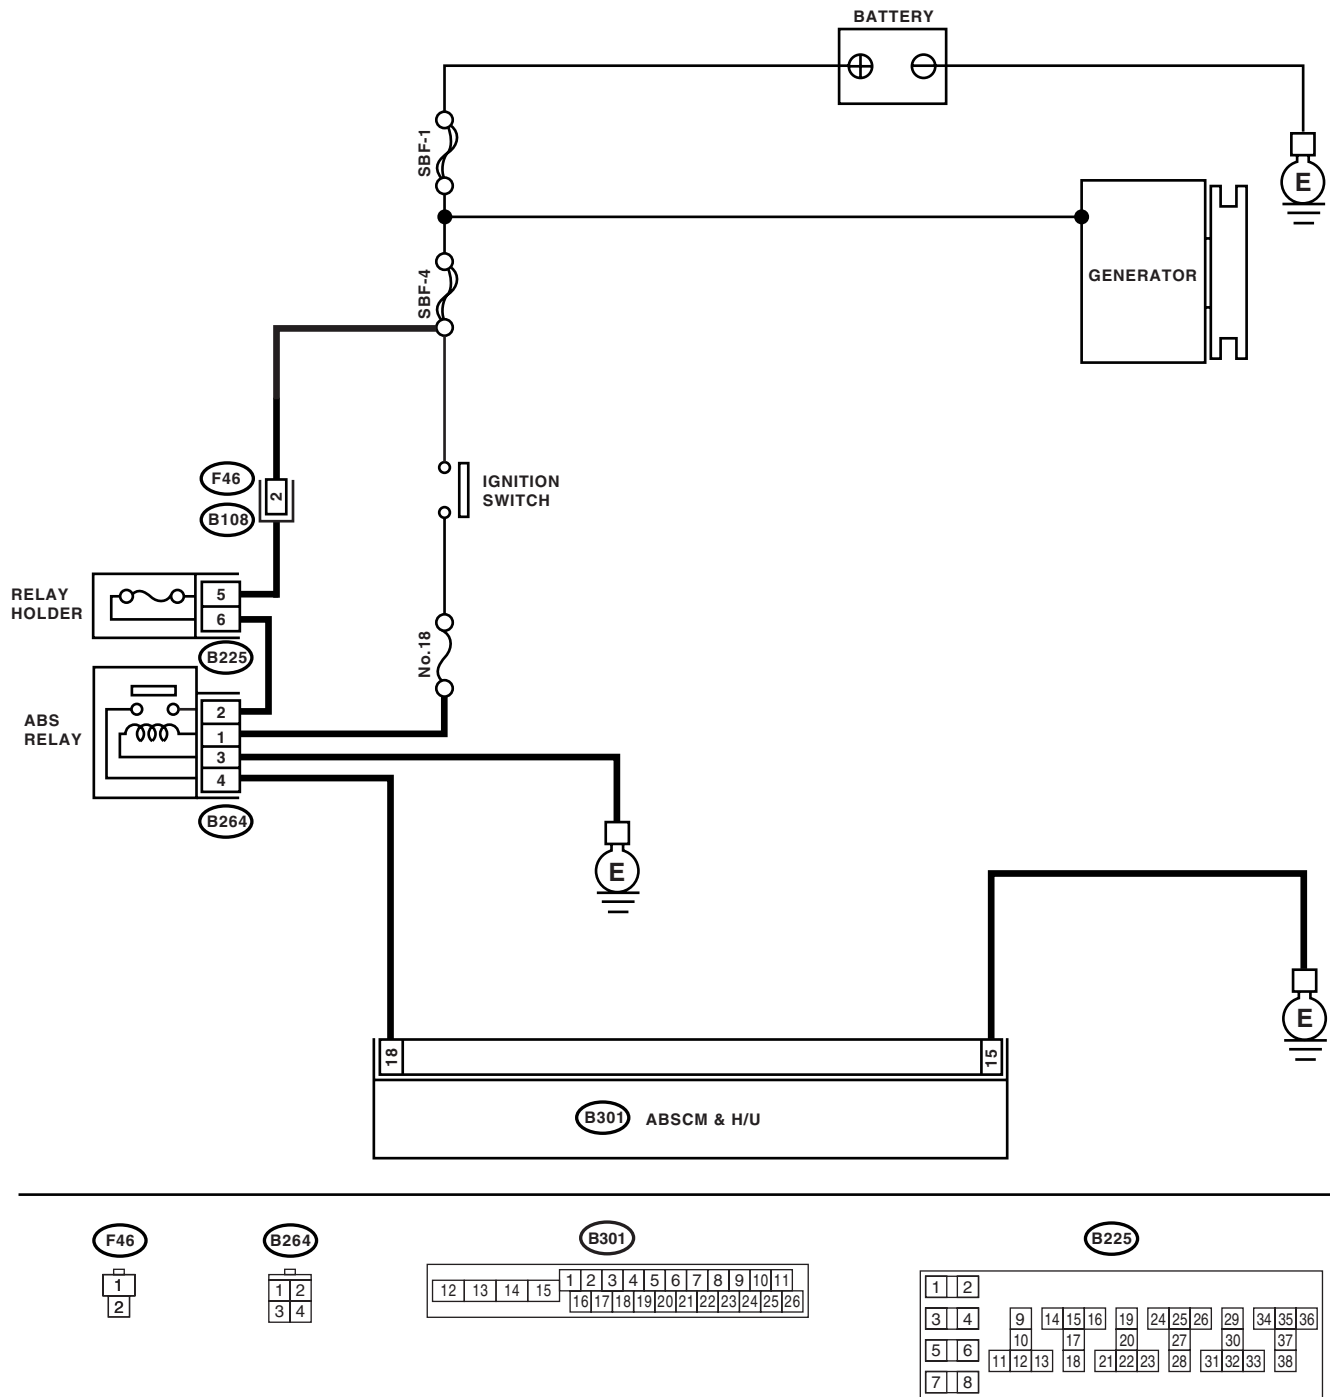 BATTERY
SBF-1
E
GENERATOR
SBF-4
F46
2
B108
IGNITION
SWITCH
RELAY
HOLDER
5
6
B225
No.18
ABS
RELAY
2
1
3
4
B264
E
E
18
15
B301 ABSCM & H/U
F46
B264
B301
B225
1
2
1 2
3 4
12 13 14 15 1 2 3 4 5 6 7 8 9 10 11
16 17 18 19 20 21 22 23 24 25 26
1 2
3 4 9 14 15 16 19 24 25 26 29 34 35 36
10 17 20 27 30 37
5 6 11 12 13 18 21 22 23 28 31 32 33 38
7 8